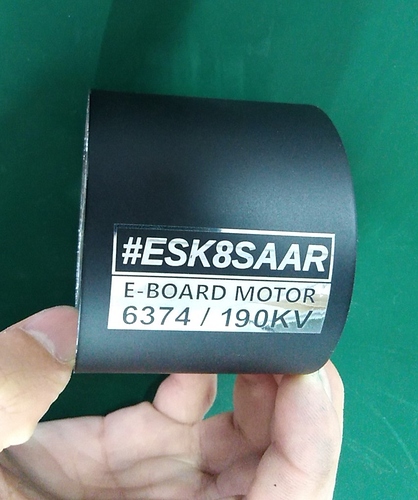 #ESK8SAAR
E-BOARD MOTOR
6374 / 190KV